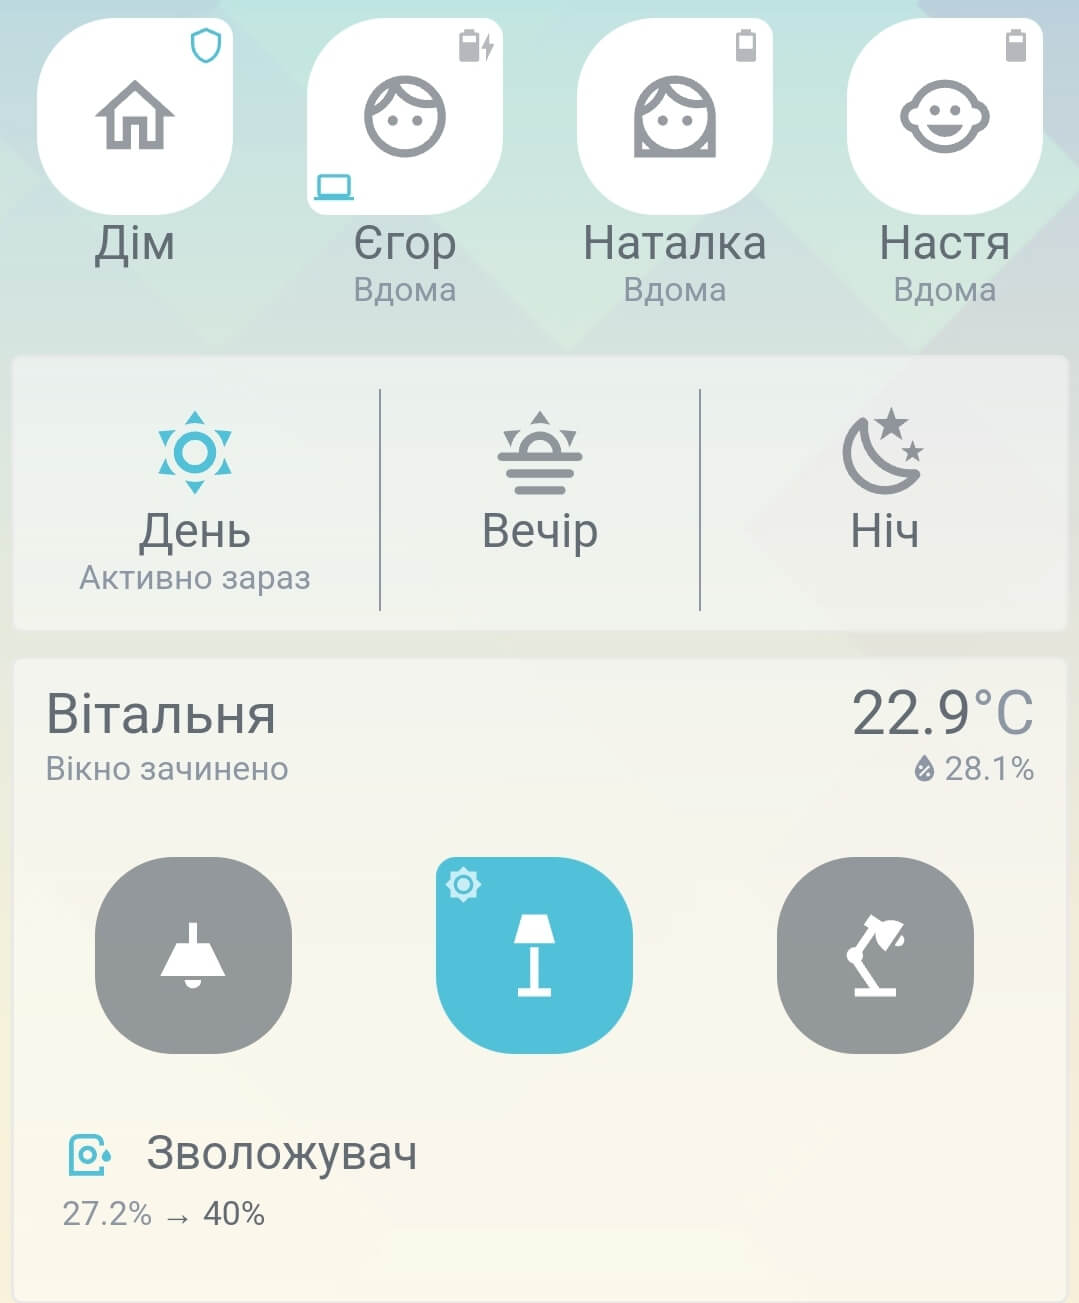 Дім
Єгор
Наталка
Настя
Вдома
Вдома
Вдома
День
Вечір
Ніч
Активно зараз
Вітальня
22.9°C
Вікно зачинено
28.1%
Зволожувач
27.2% → 40%